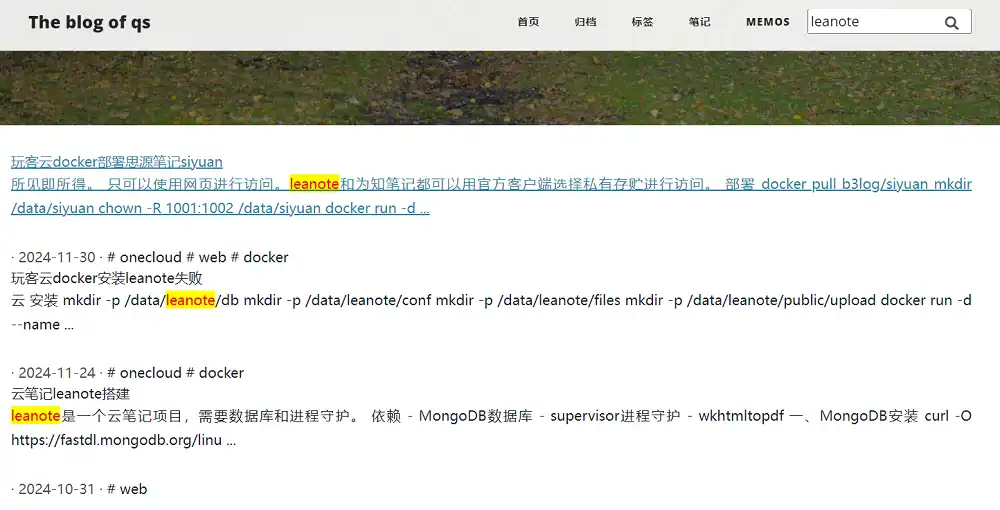 The blog of qs 首页 归档 标签 笔记 MEMOS leanote
玩客云docker部署思源笔记siyuan
所见即所得。 只可以使用网页进行访问。leanote和为知笔记都可以用官方客户端选择私有存贮进行访问。 部署 docker pull b3log/siyuan mkdir
/data/siyuan chown -R 1001:1002 /data/siyuan docker run -d ...
· 2024-11-30 · # onecloud # web # docker
玩客云docker安装leanote失败
云 安装 mkdir -p /data/leanote/db mkdir -p /data/leanote/conf mkdir -p /data/leanote/files mkdir -p /data/leanote/public/upload docker run -d
--name ...
· 2024-11-24 · # onecloud # docker
云笔记leanote搭建
leanote是一个云笔记项目，需要数据库和进程守护。 依赖 - MongoDB数据库 - supervisor进程守护 - wkhtmltopdf 一、MongoDB安装 curl -O
https://fastdl.mongodb.org/linu ...
· 2024-10-31 · # web